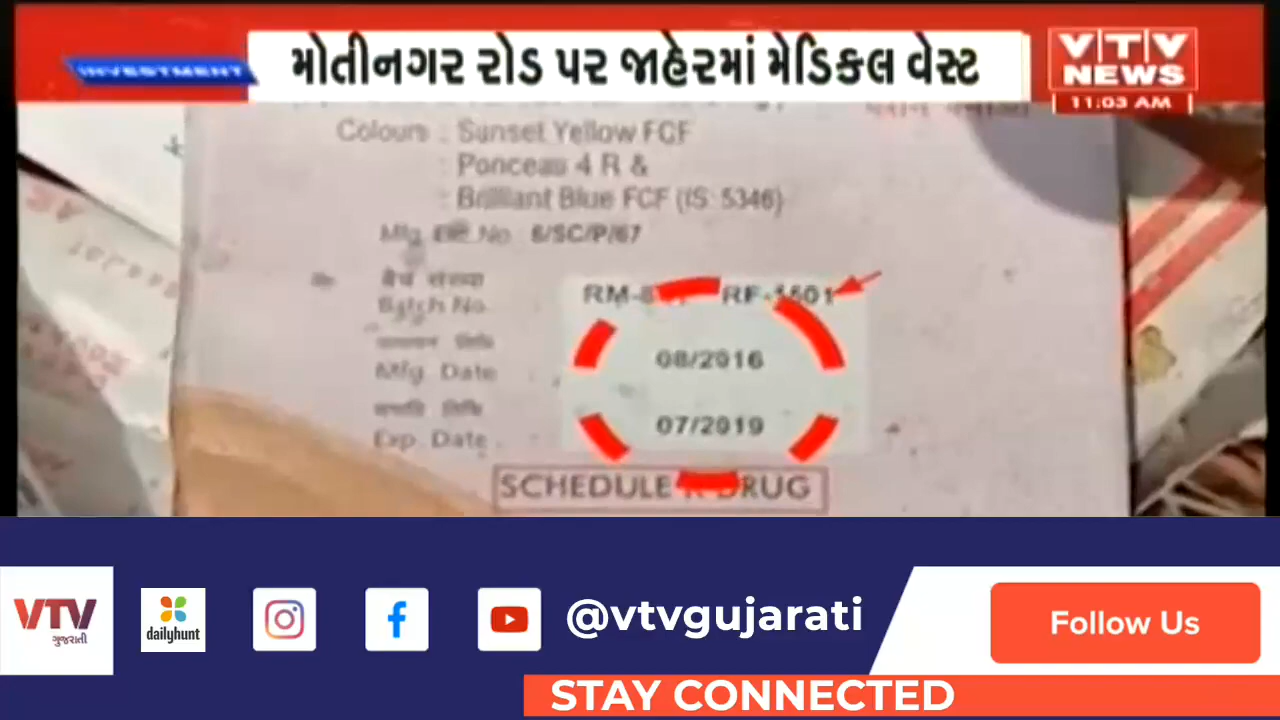 INVESTMENT
મોતીનગર રોડ પર જાહેરમાં મેડિકલ વેસ્ટ
VTV
NEWS
11:03 AM
Colours : Sunset Yellow FCF
: Ponceau 4 R &
: Brilliant Blue FCF (IS: 5346)
Mfg. Lic. No. 6/SC/P/67
बैच संख्या
Batch No.
Mfg. Date
08/2016
Exp. Date
07/2019
SCHEDULE DRUG
VTV
ગુજરાતી
dailyhunt
@vtvgujarati
Follow Us
STAY CONNECTED